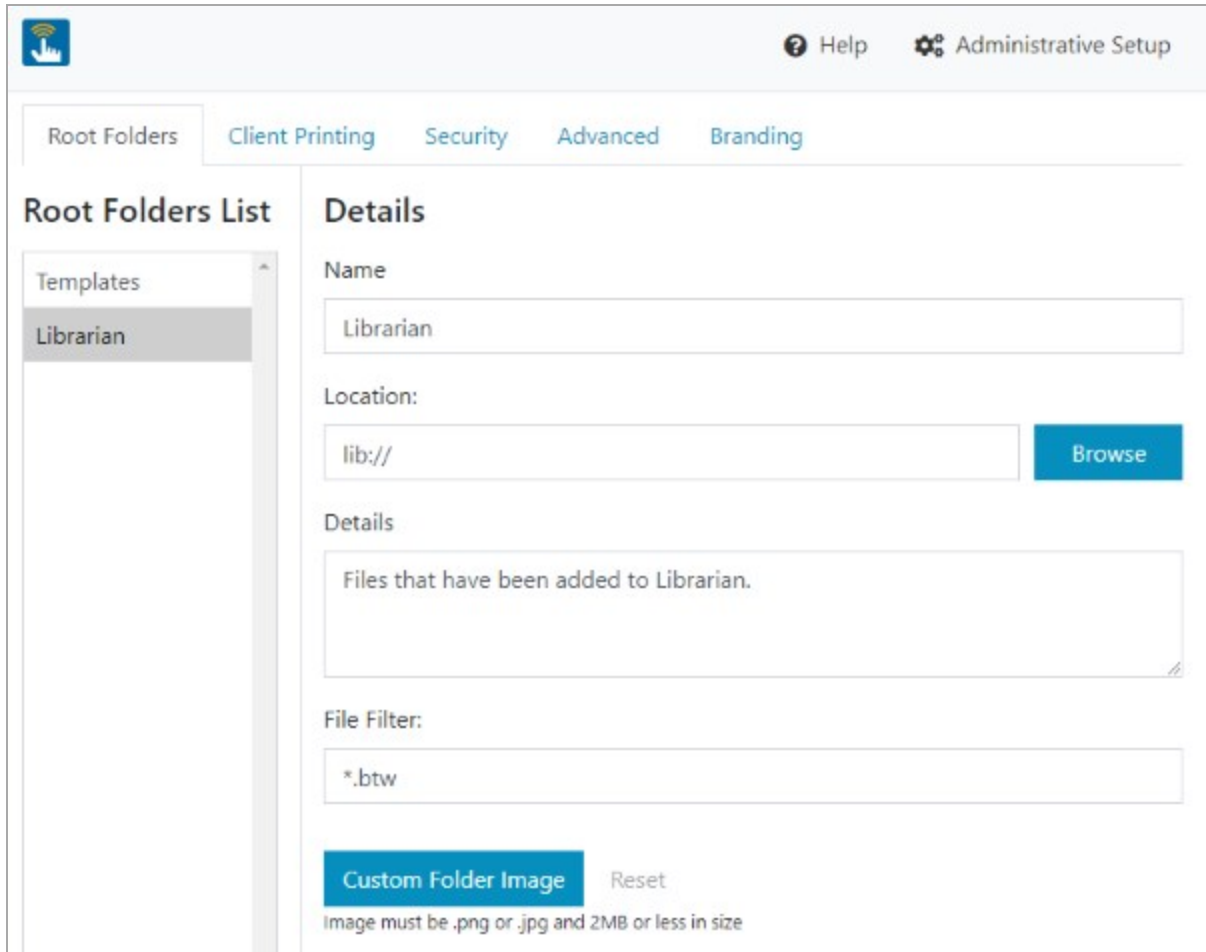 Help Administrative Setup
Root Folders Client Printing Security Advanced Branding
Root Folders List
Templates
Librarian
Details
Name
Librarian
Location:
lib://
Browse
Details
Files that have been added to Librarian.
File Filter:
*.btw
Custom Folder Image Reset
Image must be .png or .jpg and 2MB or less in size